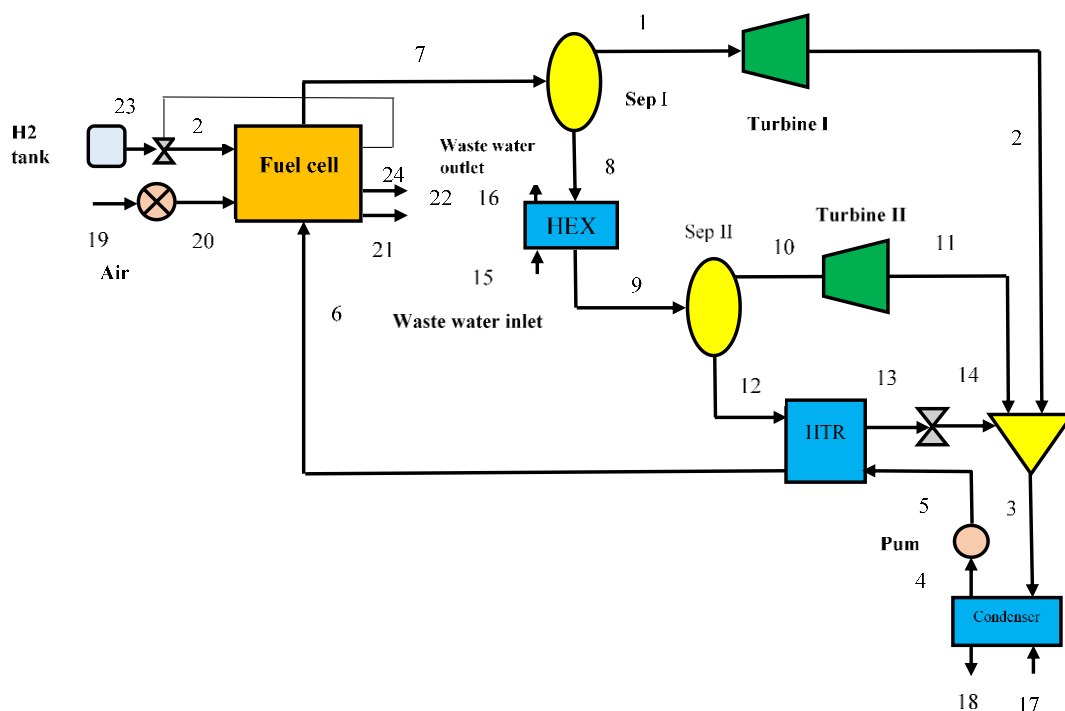 1
7
Sep I
Turbine I
23
2
H2
tank
Fuel cell
Waste water
outlet
8
2
24
22
16
HEX
Turbine II
Sep II
10
11
19
20
21
Air
15
9
6
Waste water inlet
12
13
14
HTR
5
3
Pum
4
Condenser
18
17